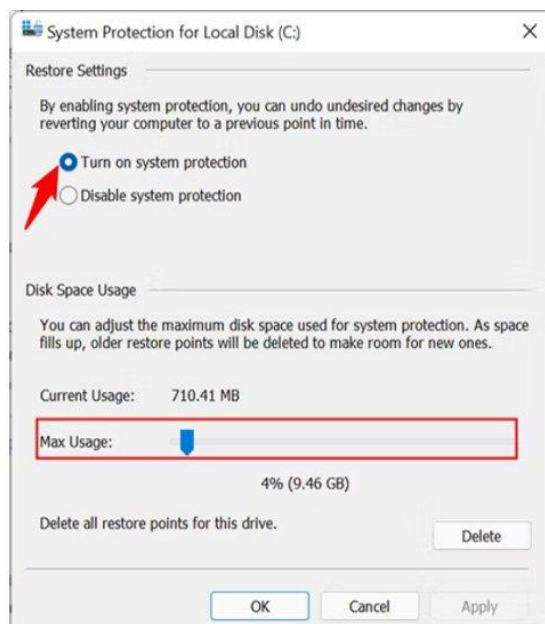 System Protection for Local Disk (C:)
Restore Settings
By enabling system protection, you can undo undesired changes by
reverting your computer to a previous point in time.
Turn on system protection
Disable system protection
Disk Space Usage
You can adjust the maximum disk space used for system protection. As space
fills up, older restore points will be deleted to make room for new ones.
Current Usage: 710.41 MB
Max Usage:
4% (9.46 GB)
Delete all restore points for this drive.
Delete
OK Cancel Apply